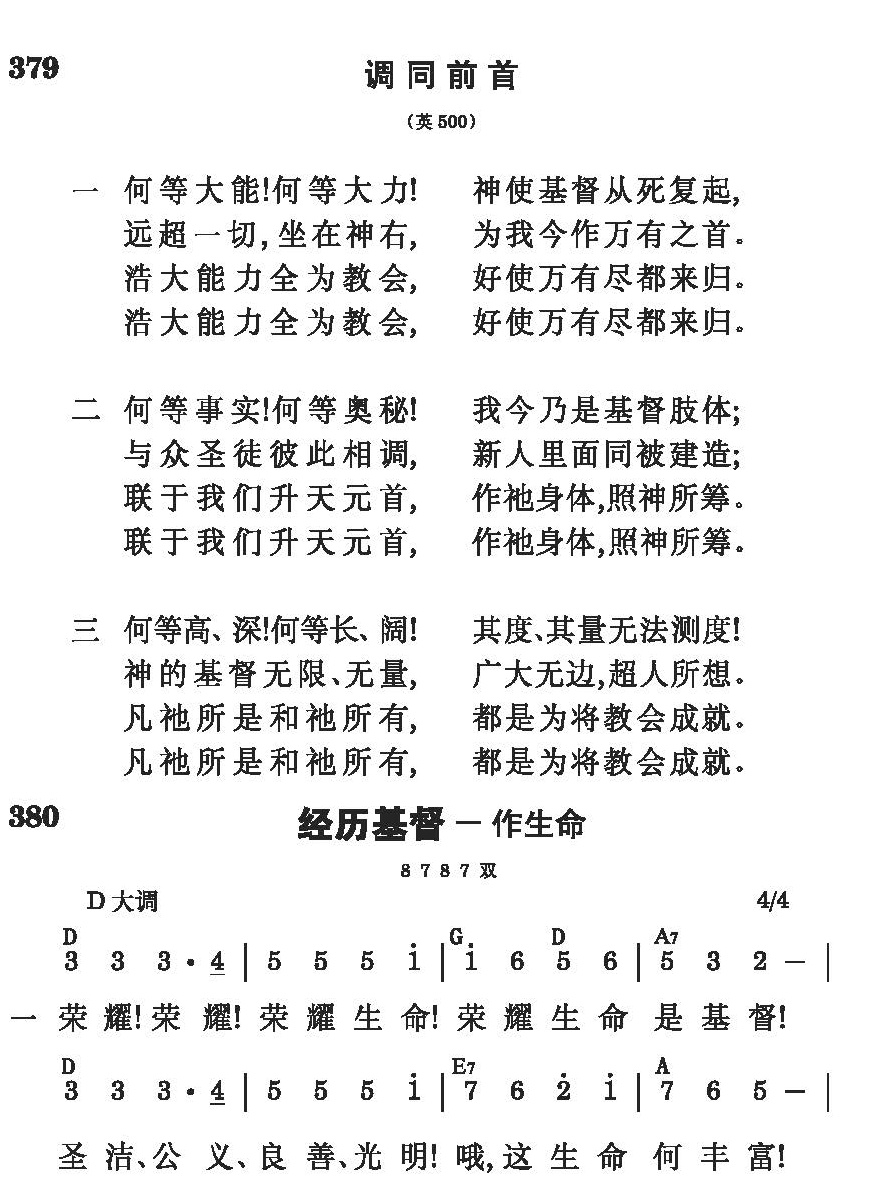 379
调同前首
(英500)
一 何等大能!何等大力! 神使基督从死复起,
远超一切,坐在神右, 为我今作万有之首。
浩大能力全为教会, 好使万有尽都来归。
浩大能力全为教会, 好使万有尽都来归。
二 何等事实!何等奥秘! 我今乃是基督肢体;
与众圣徒彼此相调, 新人里面同被建造;
联于我们升天元首, 作祂身体,照神所筹。
联于我们升天元首, 作祂身体,照神所筹。
三 何等高、深!何等长、阔! 其度、其量无法测度!
神的基督无限、无量, 广大无边,超人所想。
凡祂所是和祂所有, 都是为将教会成就。
凡祂所是和祂所有, 都是为将教会成就。
380
经历基督—作生命
8 7 8 7 双
D 大调 4/4
D G D A7
3 3 3·4 | 5 5 5 i | i 6 5 6 | 5 3 2 — |
一 荣耀!荣耀!荣耀生命!荣耀生命是基督!
D E7 A
3 3 3·4 | 5 5 5 i | 7 6 2̇ i | 7 6 5 — |
圣洁、公义、良善、光明!哦,这生命何丰富!